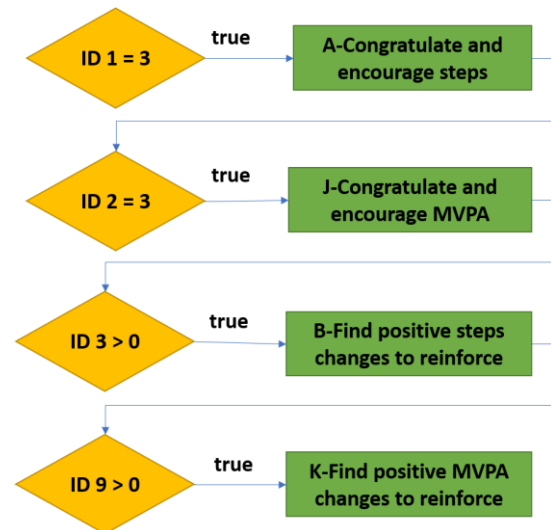 true
ID 1 = 3
A-Congratulate and
encourage steps
true
ID 2 = 3
J-Congratulate and
encourage MVPA
true
ID 3 > 0
B-Find positive steps
changes to reinforce
true
ID 9 > 0
K-Find positive MVPA
changes to reinforce